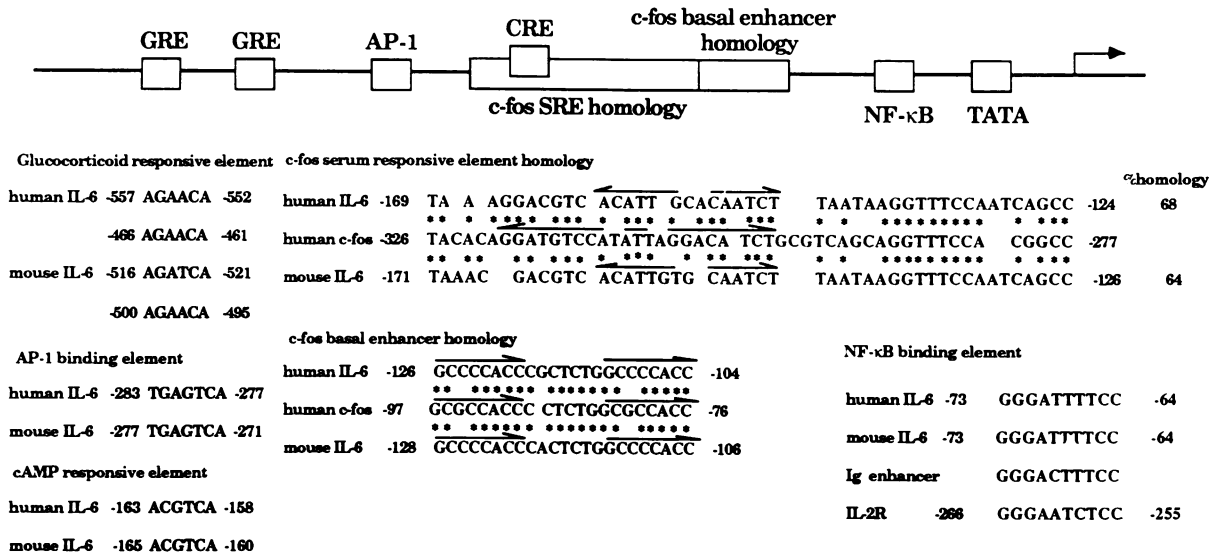 c-fos basal enhancer
homology
GRE GRE AP-1 CRE
c-fos SRE homology
NF-κB TATA
Glucocorticoid responsive element
human IL-6 -557 AGAACA -552
-466 AGAACA -461
mouse IL-6 -516 AGATCA -521
-500 AGAACA -495
AP-1 binding element
human IL-6 -283 TGAGTCA -277
mouse IL-6 -277 TGAGTCA -271
cAMP responsive element
human IL-6 -163 ACGTCA -158
mouse IL-6 -165 ACGTCA -160
c-fos serum responsive element homology
%homology
human IL-6 -169 TA A AGGACGTC ACATT GCACAATCT TAATAAGGTTTCCAATCAGCC -124 68
** * *** **** *** ** *** * * ******** *****
human c-fos -326 TACACAGGATGTCCATATTAGGACA TCTGCGTCAGCAGGTTTCCA CGGCC -277
mouse IL-6 -171 TAAAC GACGTC ACATTGTG CAATCT TAATAAGGTTTCCAATCAGCC -126 64
c-fos basal enhancer homology
human IL-6 -126 GCCCCACCCGCTCTGGCCCCACC -104
** ****** ******* *****
human c-fos -97 GCGCCACCC CTCTGGCGCCACC -76
** ****** ******* *****
mouse IL-6 -128 GCCCCACCCACTCTGGCCCCACC -106
NF-κB binding element
human IL-6 -73 GGGATTTTCC -64
mouse IL-6 -73 GGGATTTTCC -64
Ig enhancer GGGACTTTCC
IL-2R -266 GGGAATCTCC -255